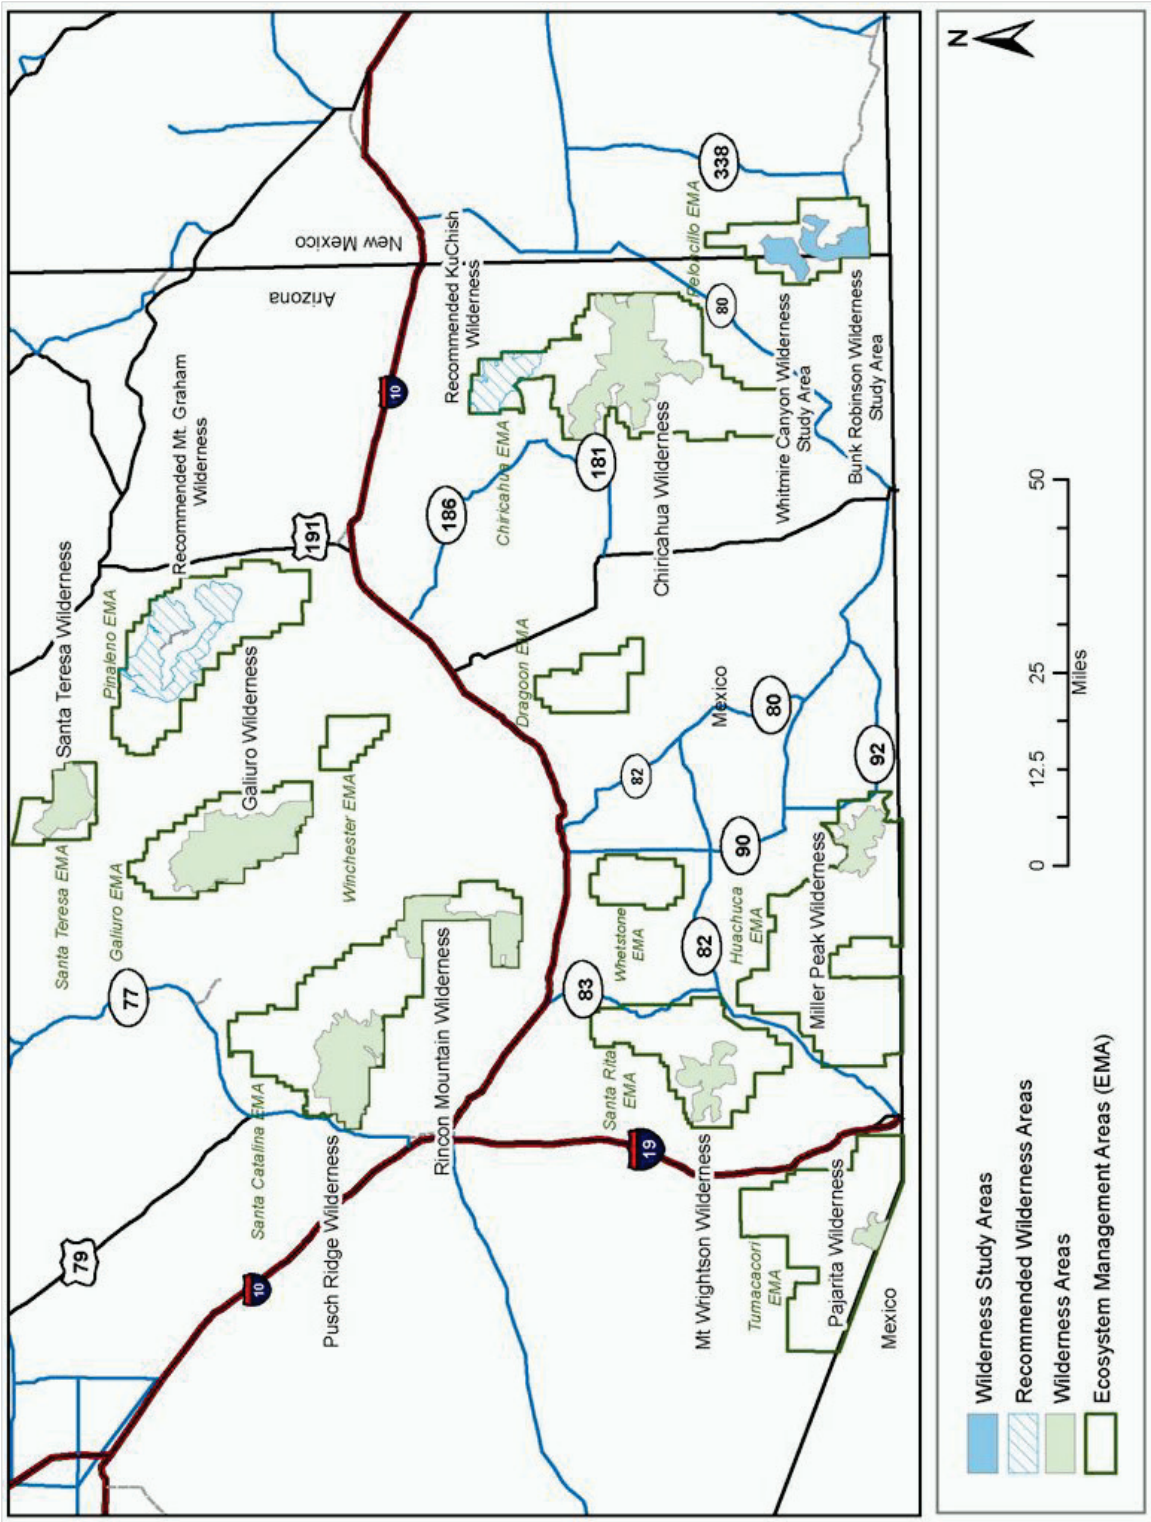 Santa Teresa Wilderness
Santa Teresa EMA
Pinaleno EMA
Recommended Mt. Graham
Wilderness
Galiuro EMA
Galiuro Wilderness
77
79
191
Arizona
New Mexico
Winchester EMA
10
Santa Catalina EMA
10
Pusch Ridge Wilderness
Rincon Mountain Wilderness
Recommended KuChish
Wilderness
186
Chiricahua EMA
181
Dragoon EMA
Chiricahua Wilderness
Peloncillo EMA
338
80
Whitmire Canyon Wilderness
Study Area
Bunk Robinson Wilderness
Study Area
83
Whetstone
EMA
82
Mexico
80
82
90
92
Santa Rita
EMA
19
Huachuca
EMA
Mt Wrightson Wilderness
Miller Peak Wilderness
Tumacacori
EMA
Pajarita Wilderness
Mexico
Wilderness Study Areas
Recommended Wilderness Areas
Wilderness Areas
Ecosystem Management Areas (EMA)
0
12.5
25
50
Miles
N